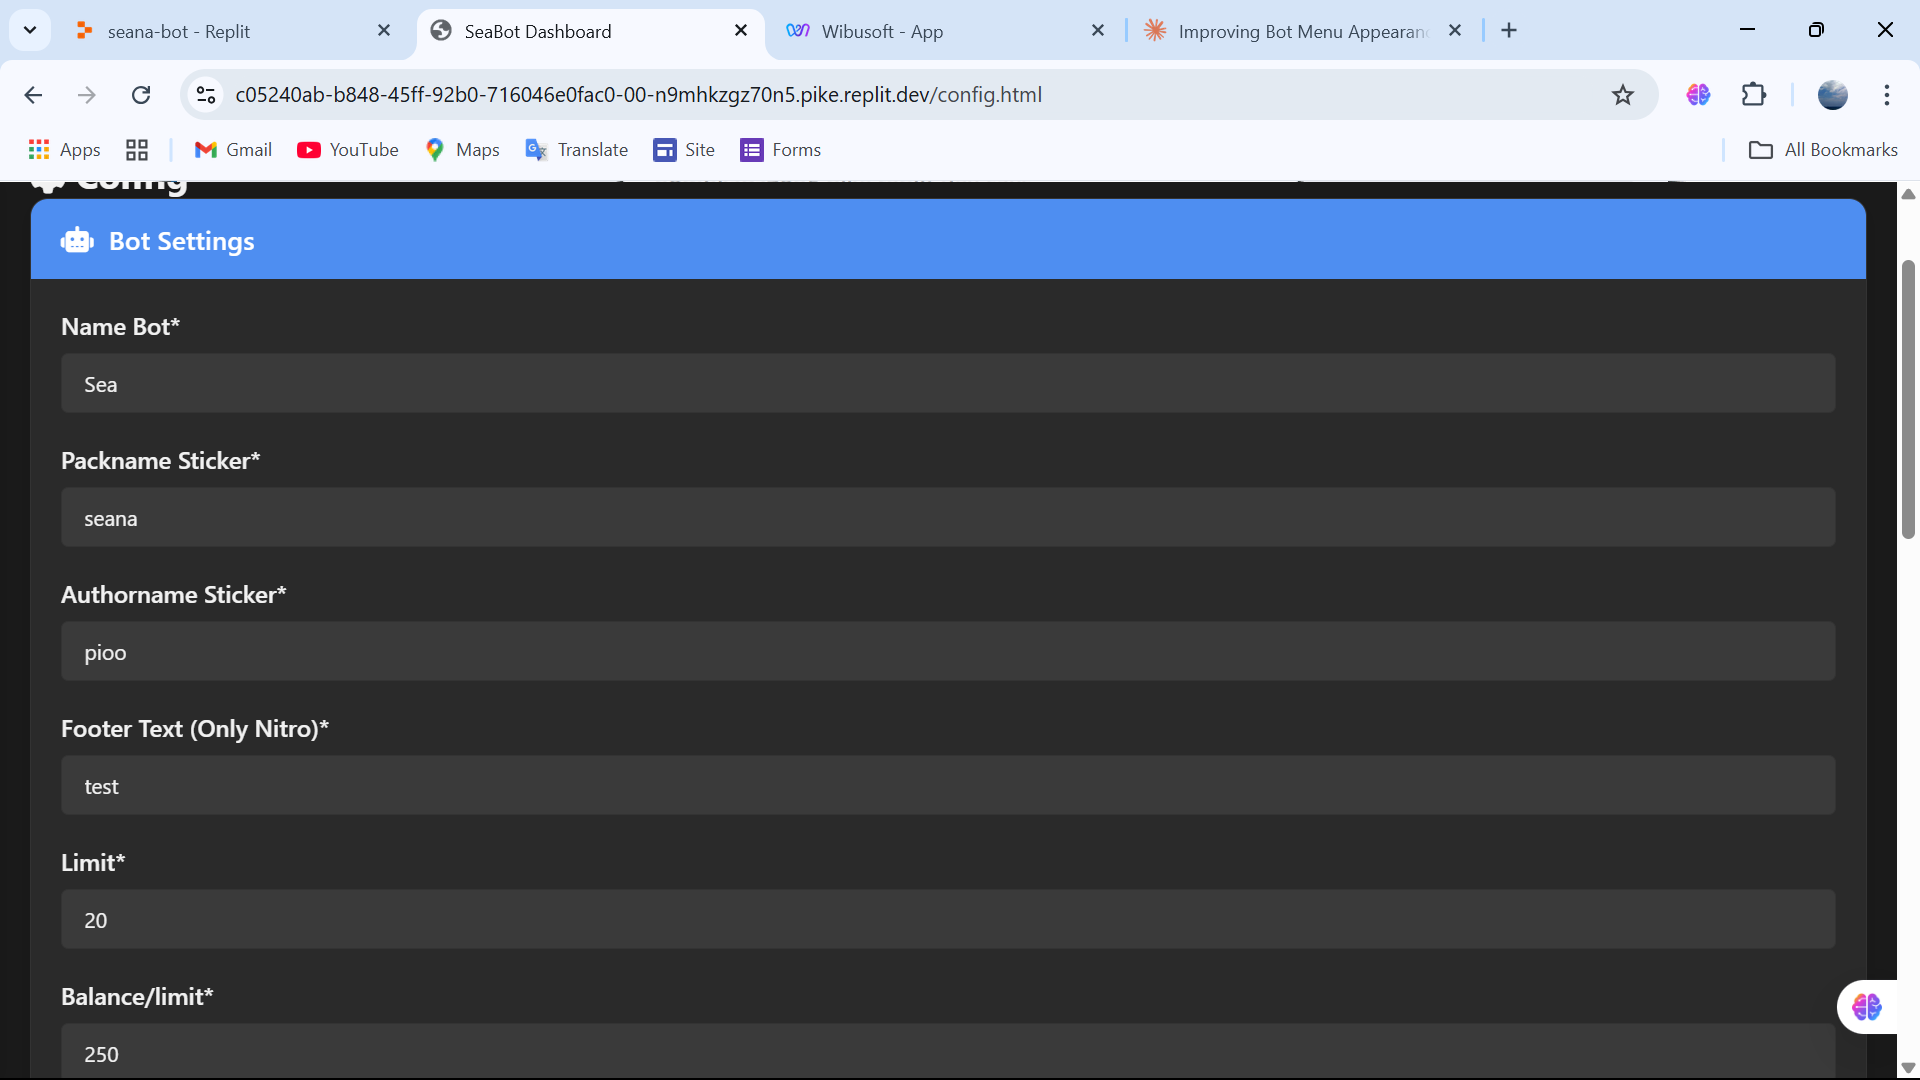 seana-bot - Replit
SeaBot Dashboard
Wibusoft - App
Improving Bot Menu Appearan
c05240ab-b848-45ff-92b0-716046e0fac0-00-n9mhkzgz70n5.pike.replit.dev/config.html
Apps
Gmail
YouTube
Maps
Translate
Site
Forms
All Bookmarks
Config
Bot Settings
Name Bot*
Sea
Packname Sticker*
seana
Authorname Sticker*
pioo
Footer Text (Only Nitro)*
test
Limit*
20
Balance/limit*
250